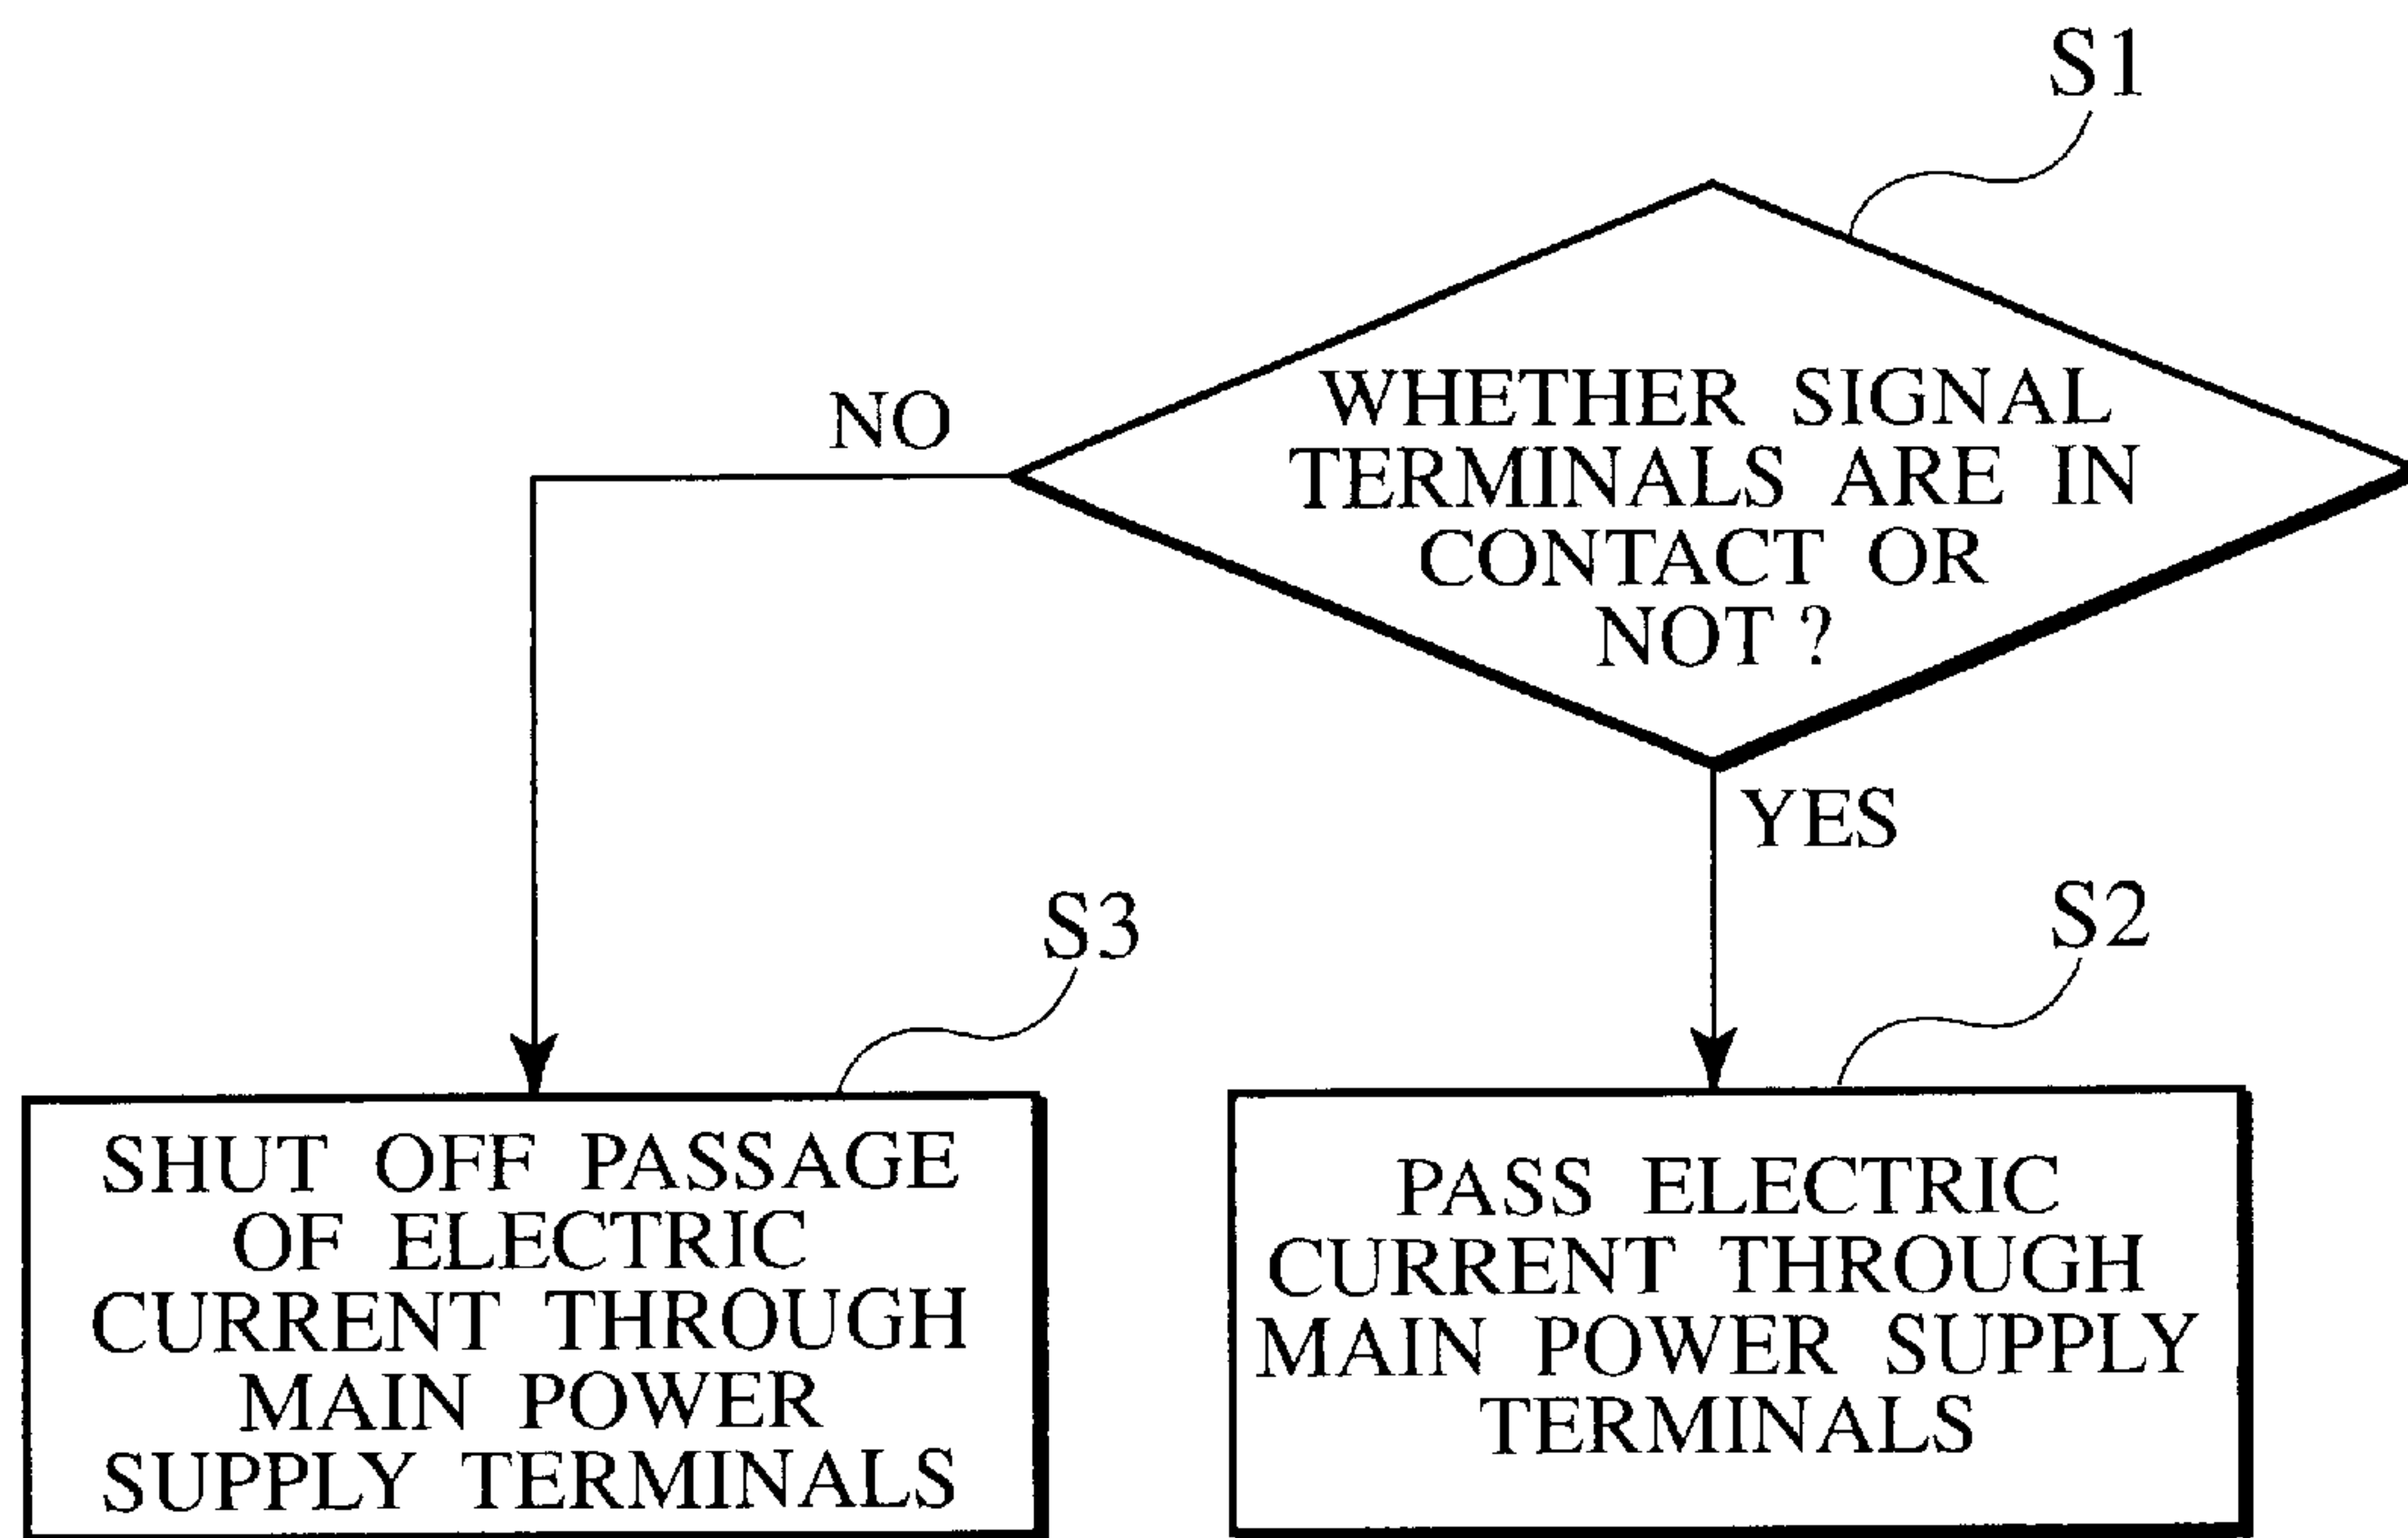 S1
WHETHER SIGNAL
TERMINALS ARE IN
CONTACT OR
NOT ?
NO
YES
S3
S2
SHUT OFF PASSAGE
OF ELECTRIC
CURRENT THROUGH
MAIN POWER
SUPPLY TERMINALS
PASS ELECTRIC
CURRENT THROUGH
MAIN POWER SUPPLY
TERMINALS